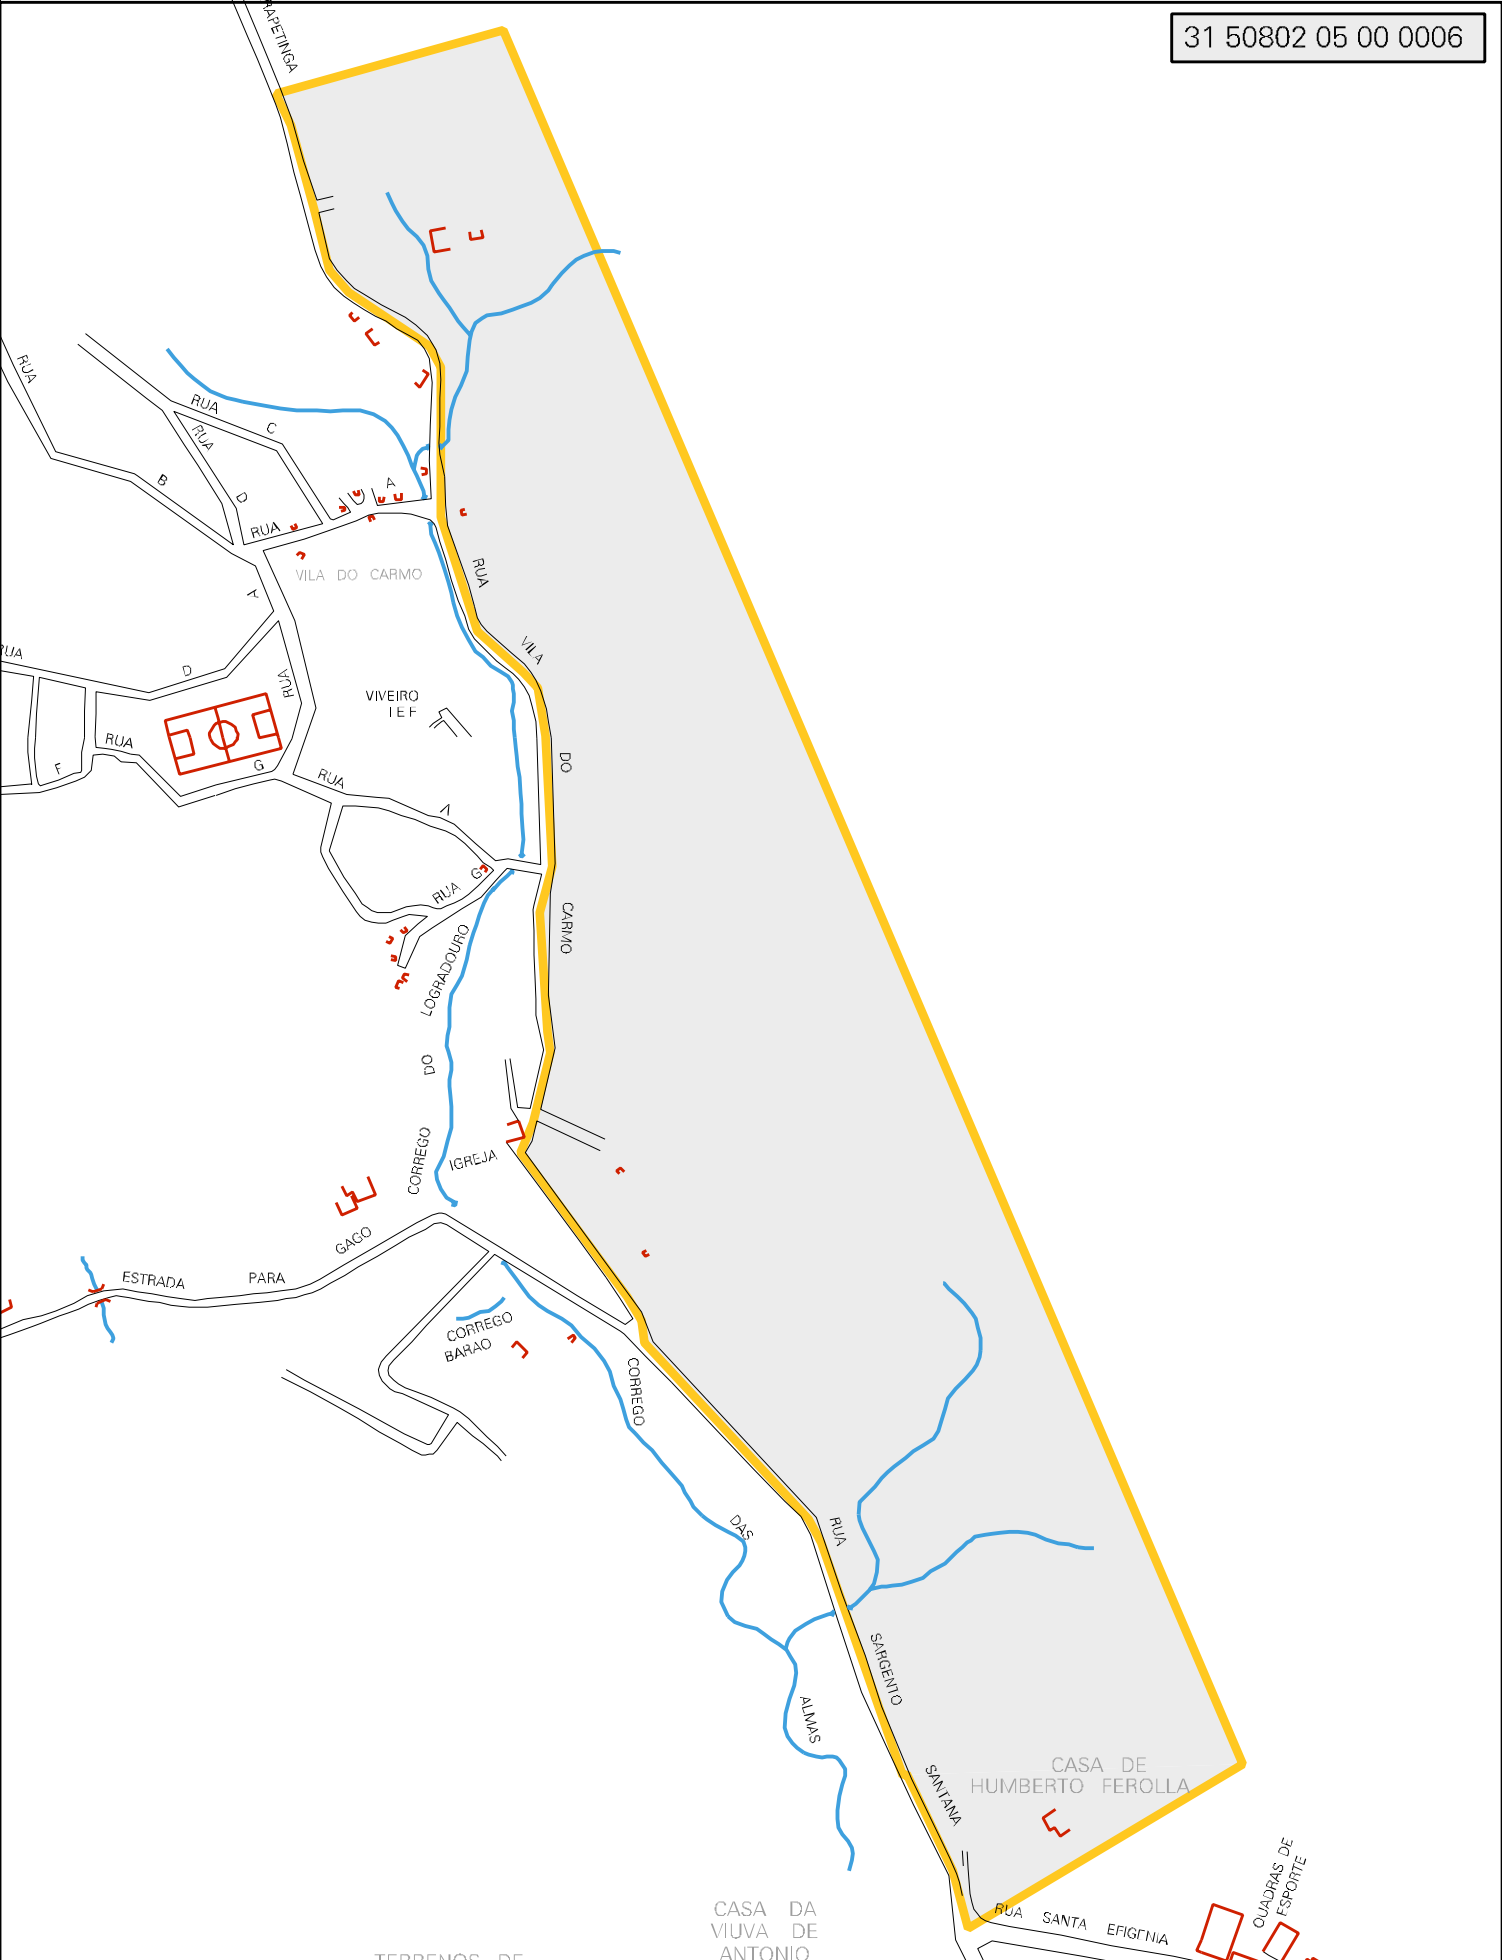 31 50802 05 00 0006
RUA
RUA
C
RUA
B
D
A
RUA
VILA DO CARMO
RUA VILA DO CARMO
A
D
RUA
VIVEIRO
IEF
RUA
F
G
RUA
A
RUA G
CORREGO DO LOGRADOURO
IGREJA
ESTRADA PARA GAGO
CORREGO
BARAO
CORREGO DAS ALMAS
RUA SARGENTO SANTANA
CASA DE
HUMBERTO FEROLLA
QUADRAS DE
ESPORTE
RUA SANTA EFIGENIA
CASA DA
VIUVA DE
ANTONIO